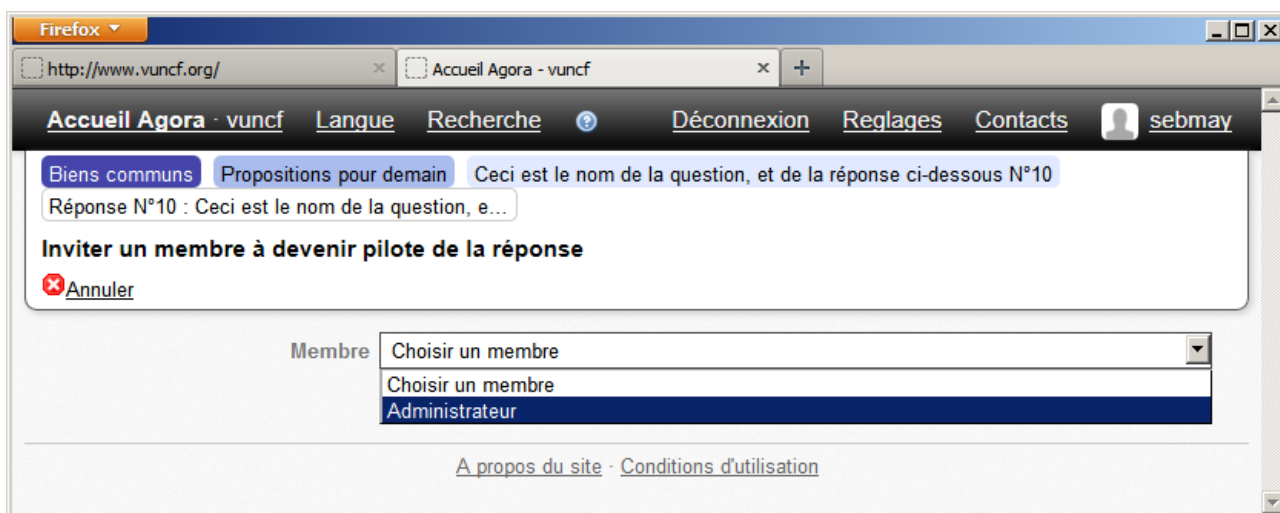 Firefox
http://www.vuncf.org/ Accueil Agora - vuncf
Accueil Agora · vuncf Langue Recherche ? Déconnexion Reglages Contacts sebmay
Biens communs Propositions pour demain Ceci est le nom de la question, et de la réponse ci-dessous N°10
Réponse N°10 : Ceci est le nom de la question, e...
Inviter un membre à devenir pilote de la réponse
Annuler
Membre Choisir un membre
Choisir un membre
Administrateur
A propos du site · Conditions d'utilisation